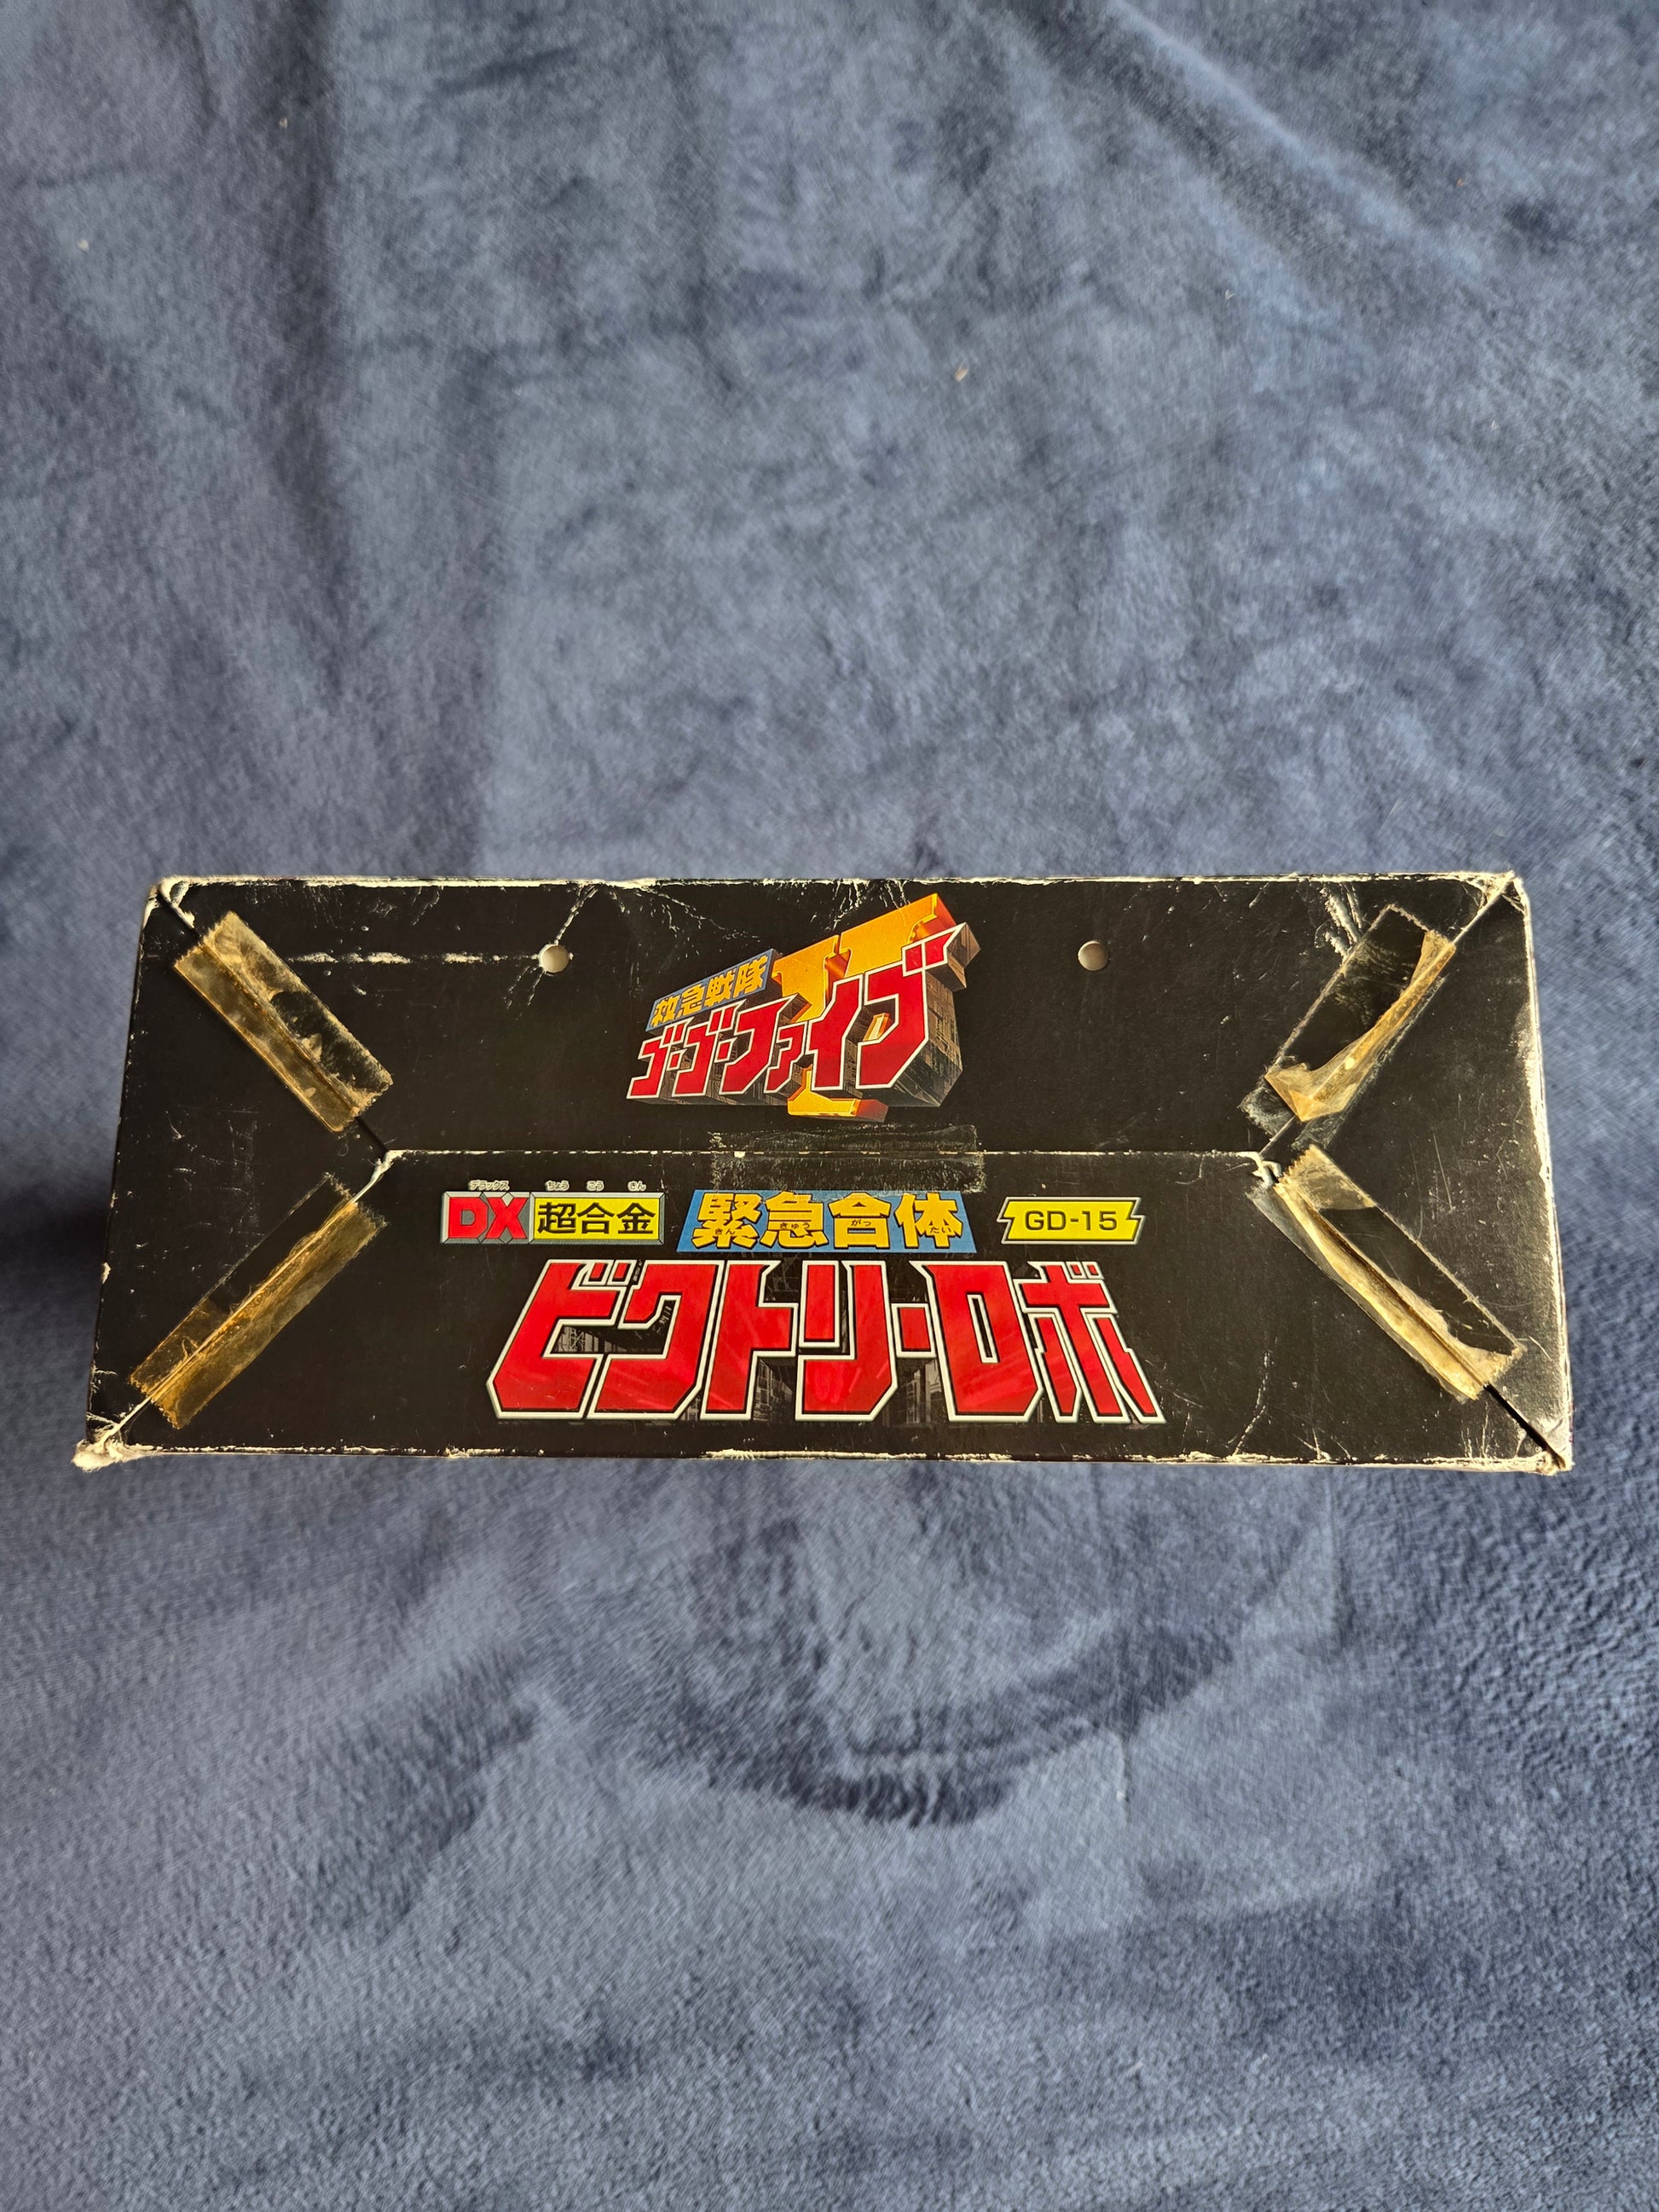 救急戦隊
ゴーゴーファイブ
デラックス ちょう ごう きん
DX 超合金 緊急合体 GD-15
きん きゅう がっ たい
ビクトリーロボ